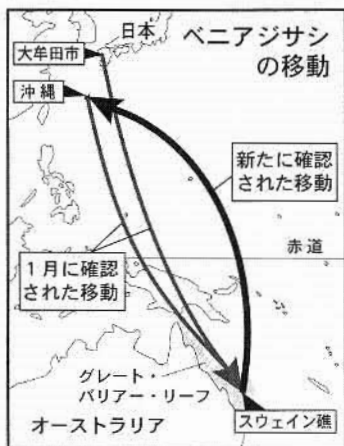 ベニアジサシ
の移動
日本
大牟田市
沖縄
新たに確認
された移動
赤道
1月に確認
された移動
グレート・
バリアー・リーフ
オーストラリア
スウェイン礁